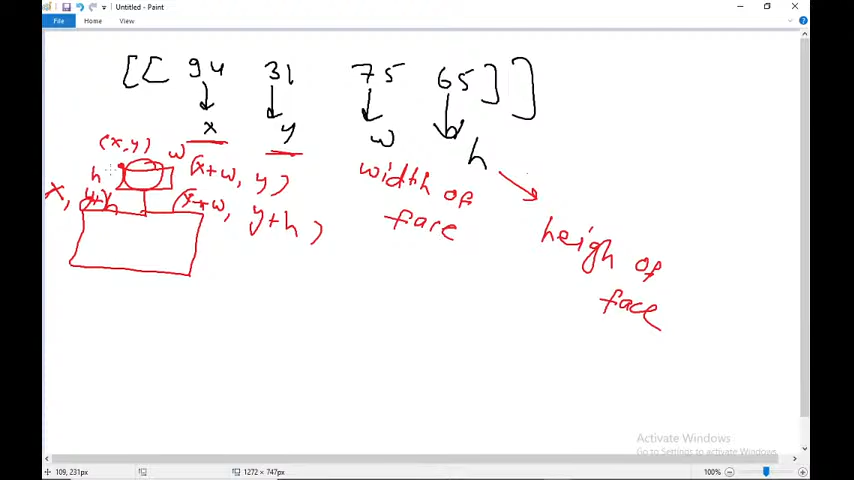 Untitled - Paint
File Home View
[[ 94 31 75 65]]
x y w h
(x,y) w
h (x+w, y)
x, y+h (x+w, y+h)
width of
face
heigh of
face
Activate Windows
Go to Settings to activate Windows.
109, 231px 1272 × 747px 100%